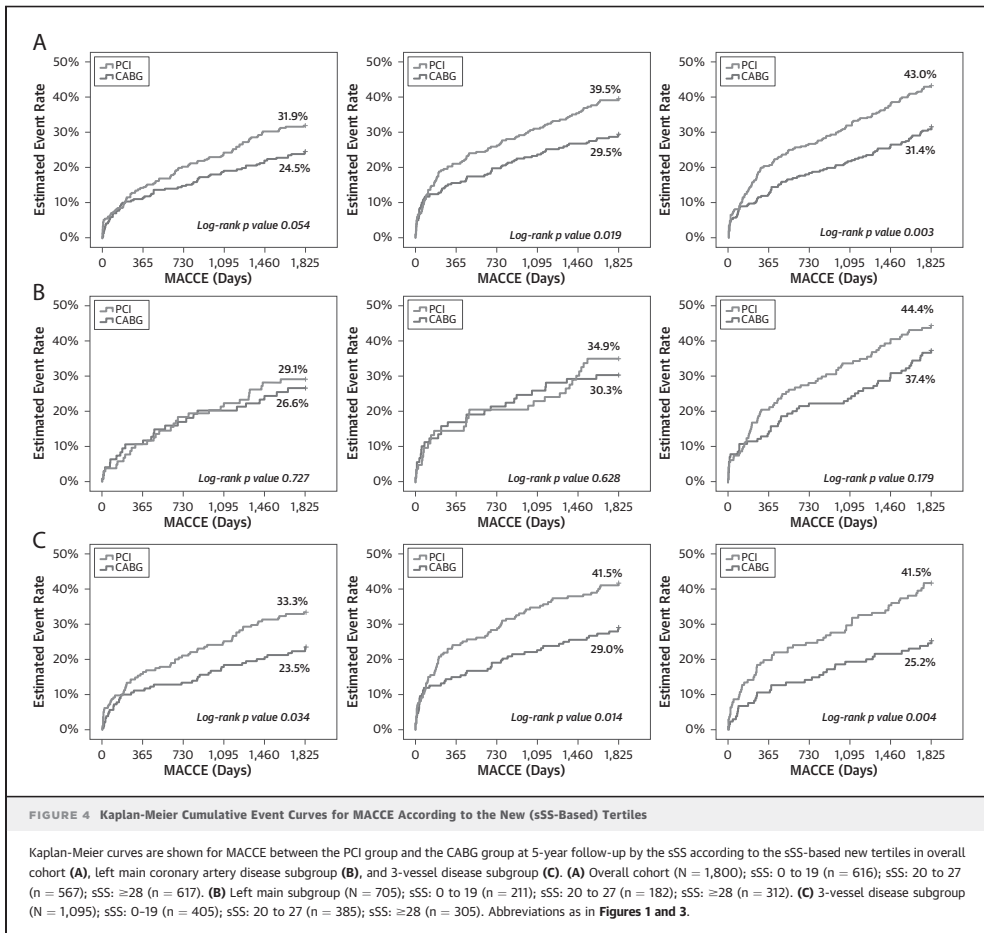 A
50%
40%
30%
20%
10%
0%
Estimated Event Rate
PCI
CABG
31.9%
24.5%
Log-rank p value 0.054
0 365 730 1,095 1,460 1,825
MACCE (Days)
50%
40%
30%
20%
10%
0%
Estimated Event Rate
PCI
CABG
39.5%
29.5%
Log-rank p value 0.019
0 365 730 1,095 1,460 1,825
MACCE (Days)
50%
40%
30%
20%
10%
0%
Estimated Event Rate
PCI
CABG
43.0%
31.4%
Log-rank p value 0.003
0 365 730 1,095 1,460 1,825
MACCE (Days)
B
50%
40%
30%
20%
10%
0%
Estimated Event Rate
PCI
CABG
29.1%
26.6%
Log-rank p value 0.727
0 365 730 1,095 1,460 1,825
MACCE (Days)
50%
40%
30%
20%
10%
0%
Estimated Event Rate
PCI
CABG
34.9%
30.3%
Log-rank p value 0.628
0 365 730 1,095 1,460 1,825
MACCE (Days)
50%
40%
30%
20%
10%
0%
Estimated Event Rate
PCI
CABG
44.4%
37.4%
Log-rank p value 0.179
0 365 730 1,095 1,460 1,825
MACCE (Days)
C
50%
40%
30%
20%
10%
0%
Estimated Event Rate
PCI
CABG
33.3%
23.5%
Log-rank p value 0.034
0 365 730 1,095 1,460 1,825
MACCE (Days)
50%
40%
30%
20%
10%
0%
Estimated Event Rate
PCI
CABG
41.5%
29.0%
Log-rank p value 0.014
0 365 730 1,095 1,460 1,825
MACCE (Days)
50%
40%
30%
20%
10%
0%
Estimated Event Rate
PCI
CABG
41.5%
25.2%
Log-rank p value 0.004
0 365 730 1,095 1,460 1,825
MACCE (Days)
FIGURE 4 Kaplan-Meier Cumulative Event Curves for MACCE According to the New (sSS-Based) Tertiles
Kaplan-Meier curves are shown for MACCE between the PCI group and the CABG group at 5-year follow-up by the sSS according to the sSS-based new tertiles in overall
cohort (A), left main coronary artery disease subgroup (B), and 3-vessel disease subgroup (C). (A) Overall cohort (N = 1,800); sSS: 0 to 19 (n = 616); sSS: 20 to 27
(n = 567); sSS: ≥28 (n = 617). (B) Left main subgroup (N = 705); sSS: 0 to 19 (n = 211); sSS: 20 to 27 (n = 182); sSS: ≥28 (n = 312). (C) 3-vessel disease subgroup
(N = 1,095); sSS: 0-19 (n = 405); sSS: 20 to 27 (n = 385); sSS: ≥28 (n = 305). Abbreviations as in Figures 1 and 3.